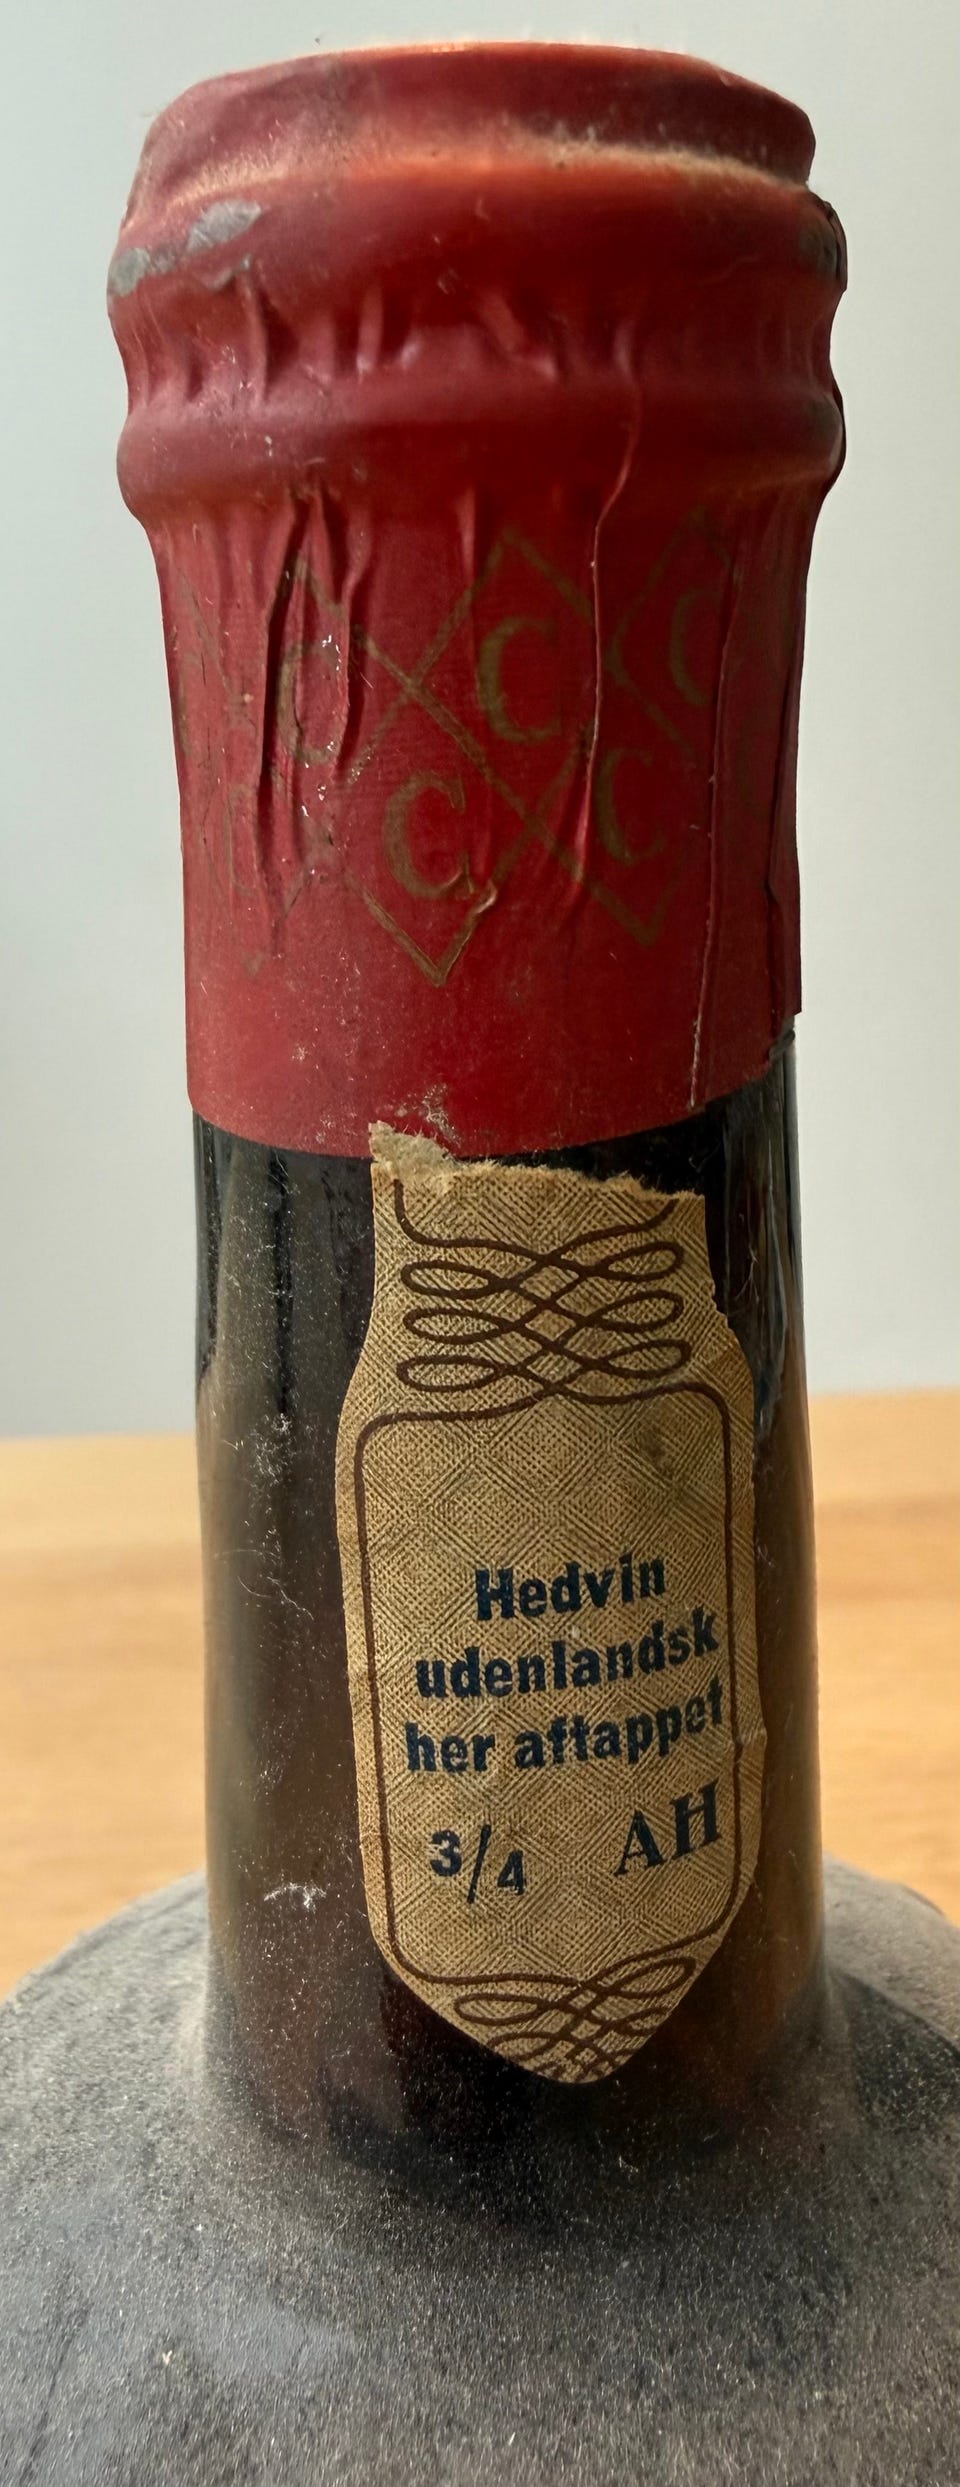 C C C
C C
Hedvin
udenlandsk
her aftappet
3/4 AH